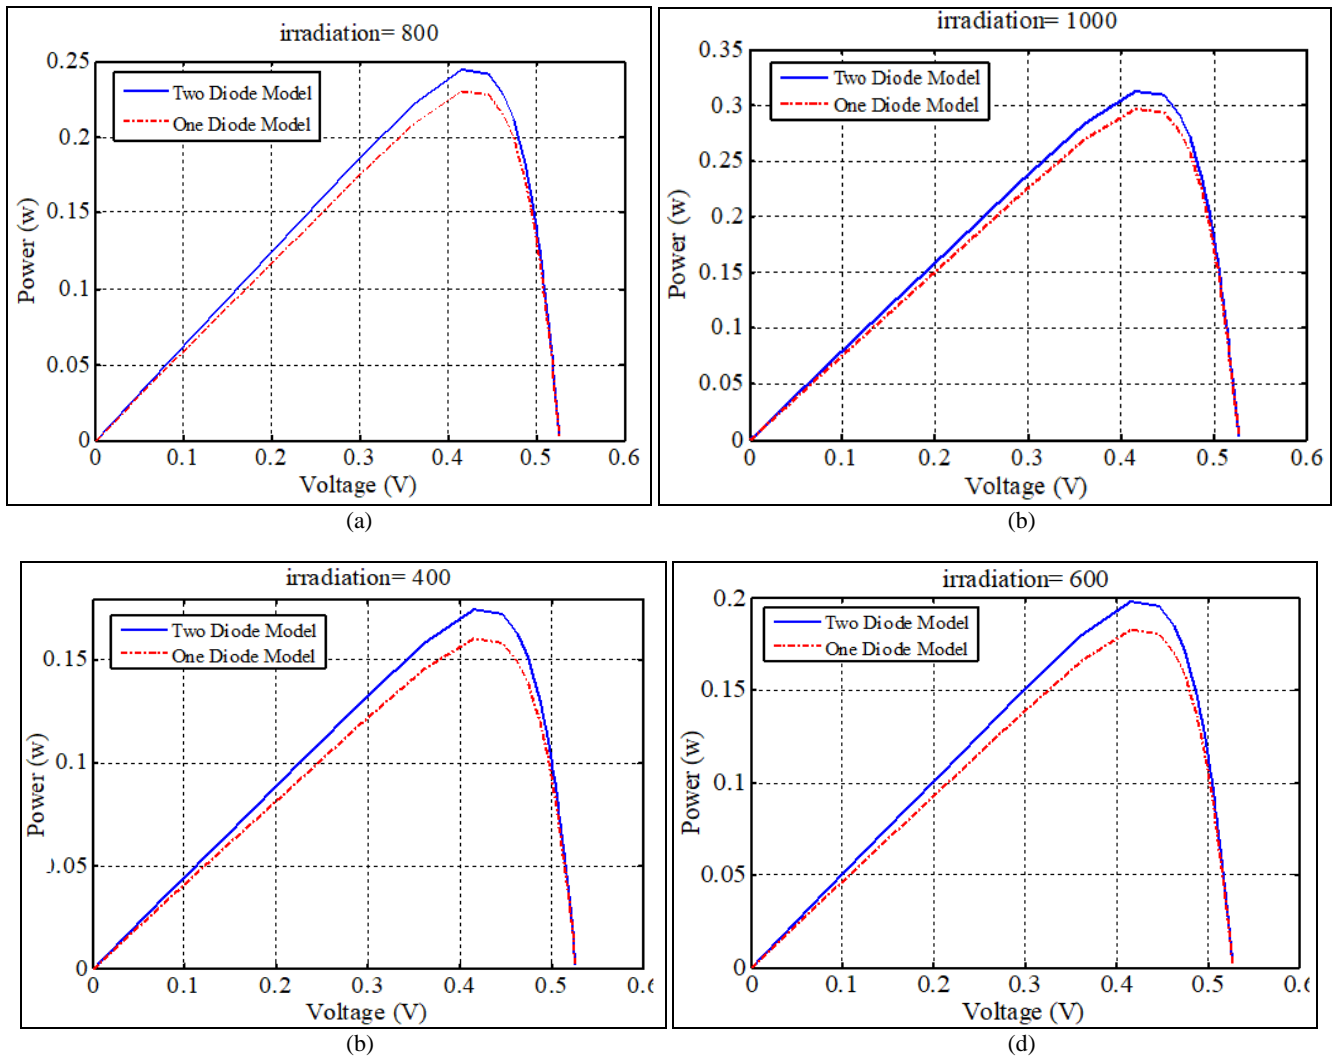 irradiation= 800
0.25
0.2
0.15
0.1
0.05
0
Power (w)
Two Diode Model
One Diode Model
0 0.1 0.2 0.3 0.4 0.5 0.6
Voltage (V)
(a)
irradiation= 1000
0.35
0.3
0.25
0.2
0.15
0.1
0.05
0
Power (w)
Two Diode Model
One Diode Model
0 0.1 0.2 0.3 0.4 0.5 0.6
Voltage (V)
(b)
irradiation= 400
0.15
0.1
.05
0
Power (w)
Two Diode Model
One Diode Model
0 0.1 0.2 0.3 0.4 0.5
Voltage (V)
(b)
irradiation= 600
0.2
0.15
0.1
0.05
0
Power (w)
Two Diode Model
One Diode Model
0 0.1 0.2 0.3 0.4 0.5
Voltage (V)
(d)